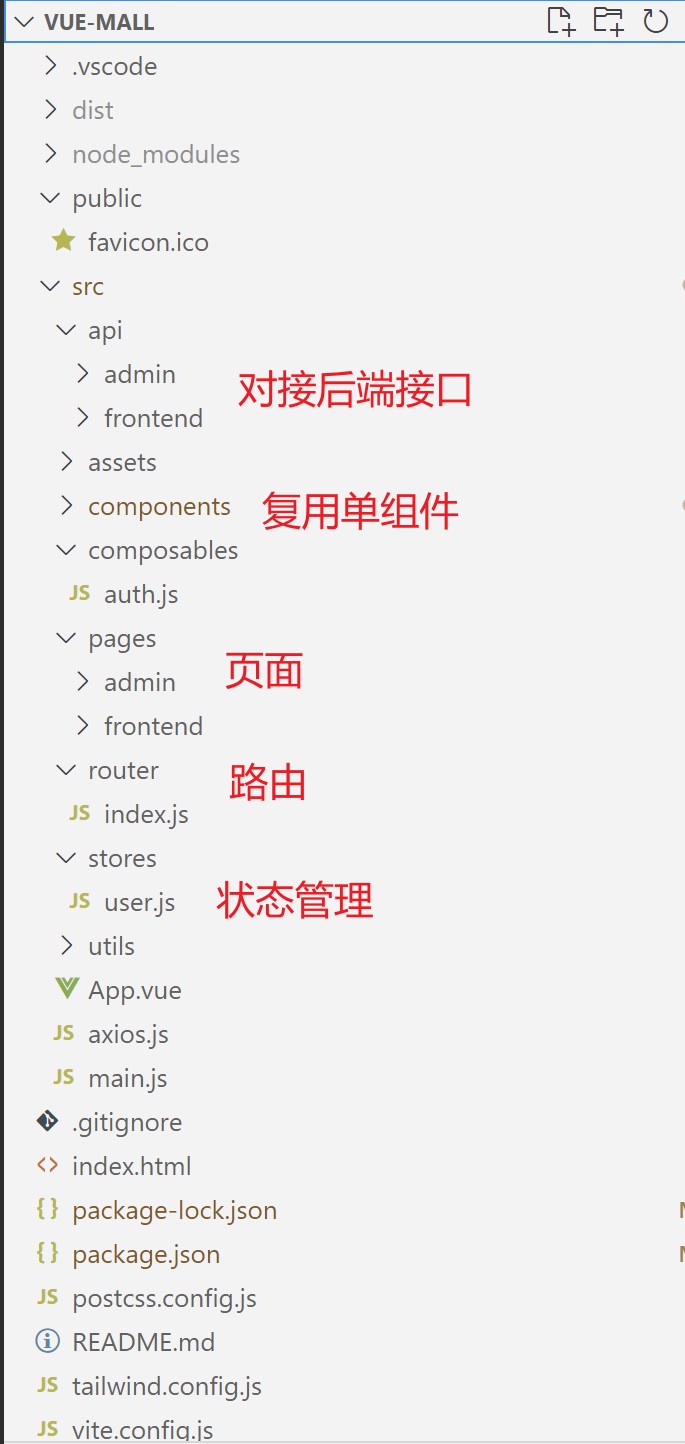 VUE-MALL
.vscode
dist
node_modules
public
favicon.ico
src
api
admin
对接后端接口
frontend
assets
components 复用单组件
composables
JS auth.js
pages
页面
admin
frontend
router
路由
JS index.js
stores
JS user.js 状态管理
utils
App.vue
JS axios.js
JS main.js
.gitignore
<> index.html
{} package-lock.json
{} package.json
JS postcss.config.js
README.md
JS tailwind.config.js
JS vite.config.js